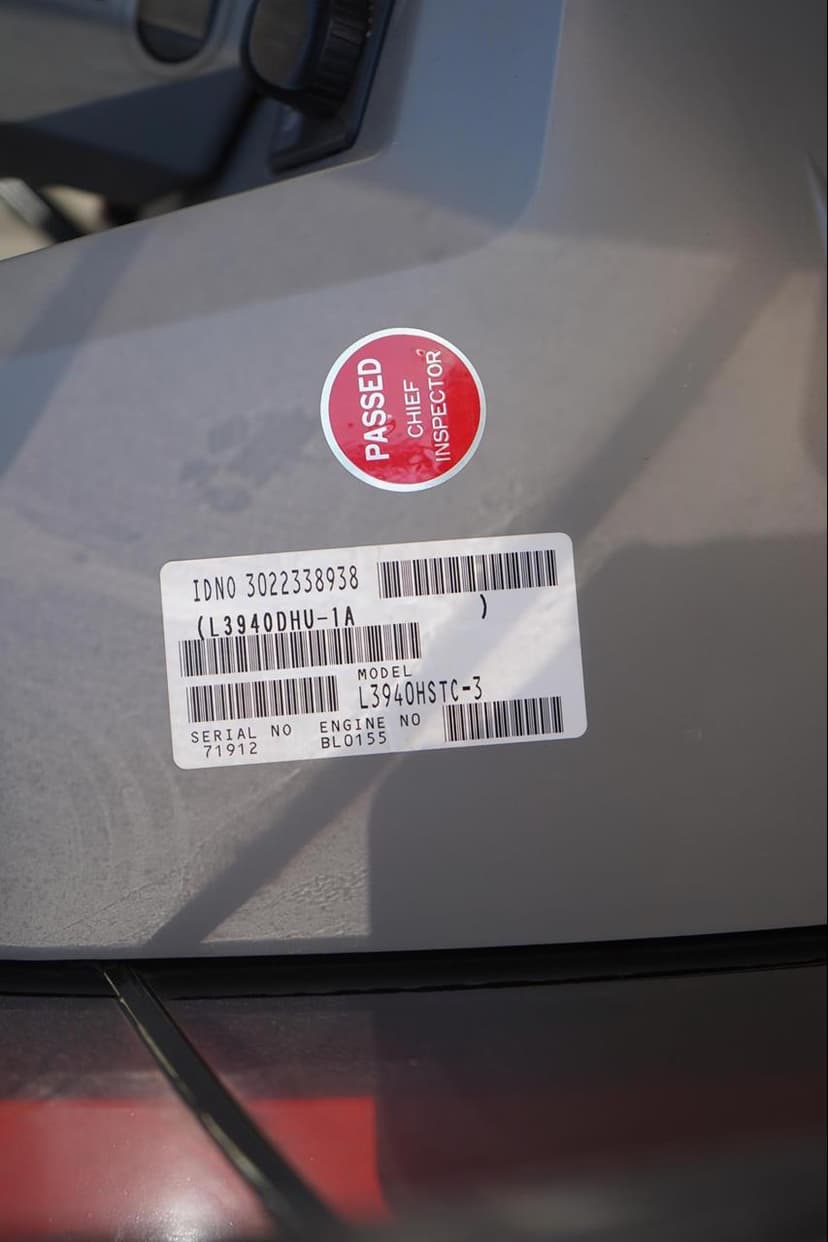 PASSED
CHIEF
INSPECTOR
IDNO 3022338938
(L3940DHU-1A )
MODEL
L3940HSTC-3
SERIAL NO
71912
ENGINE NO
BL0155